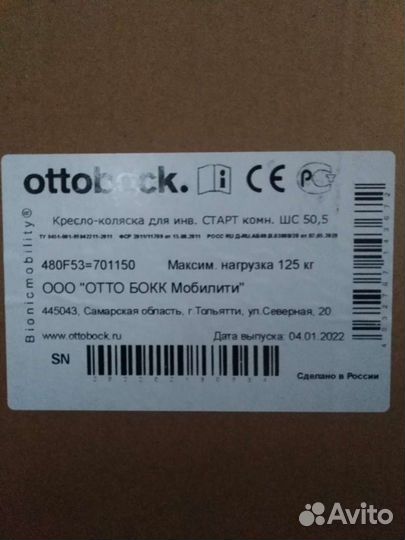 ottobock.
CE
Кресло-коляска для инв. СТАРТ комн. ШС 50,5
480F53=701150 Максим. нагрузка 125 кг
ООО "ОТТО БОКК Мобилити"
445043, Самарская область, г. Тольятти, ул.Северная, 20
www.ottobock.ru Дата выпуска: 04.01.2022
SN
Сделано в России
Bionicmobility®
Avito